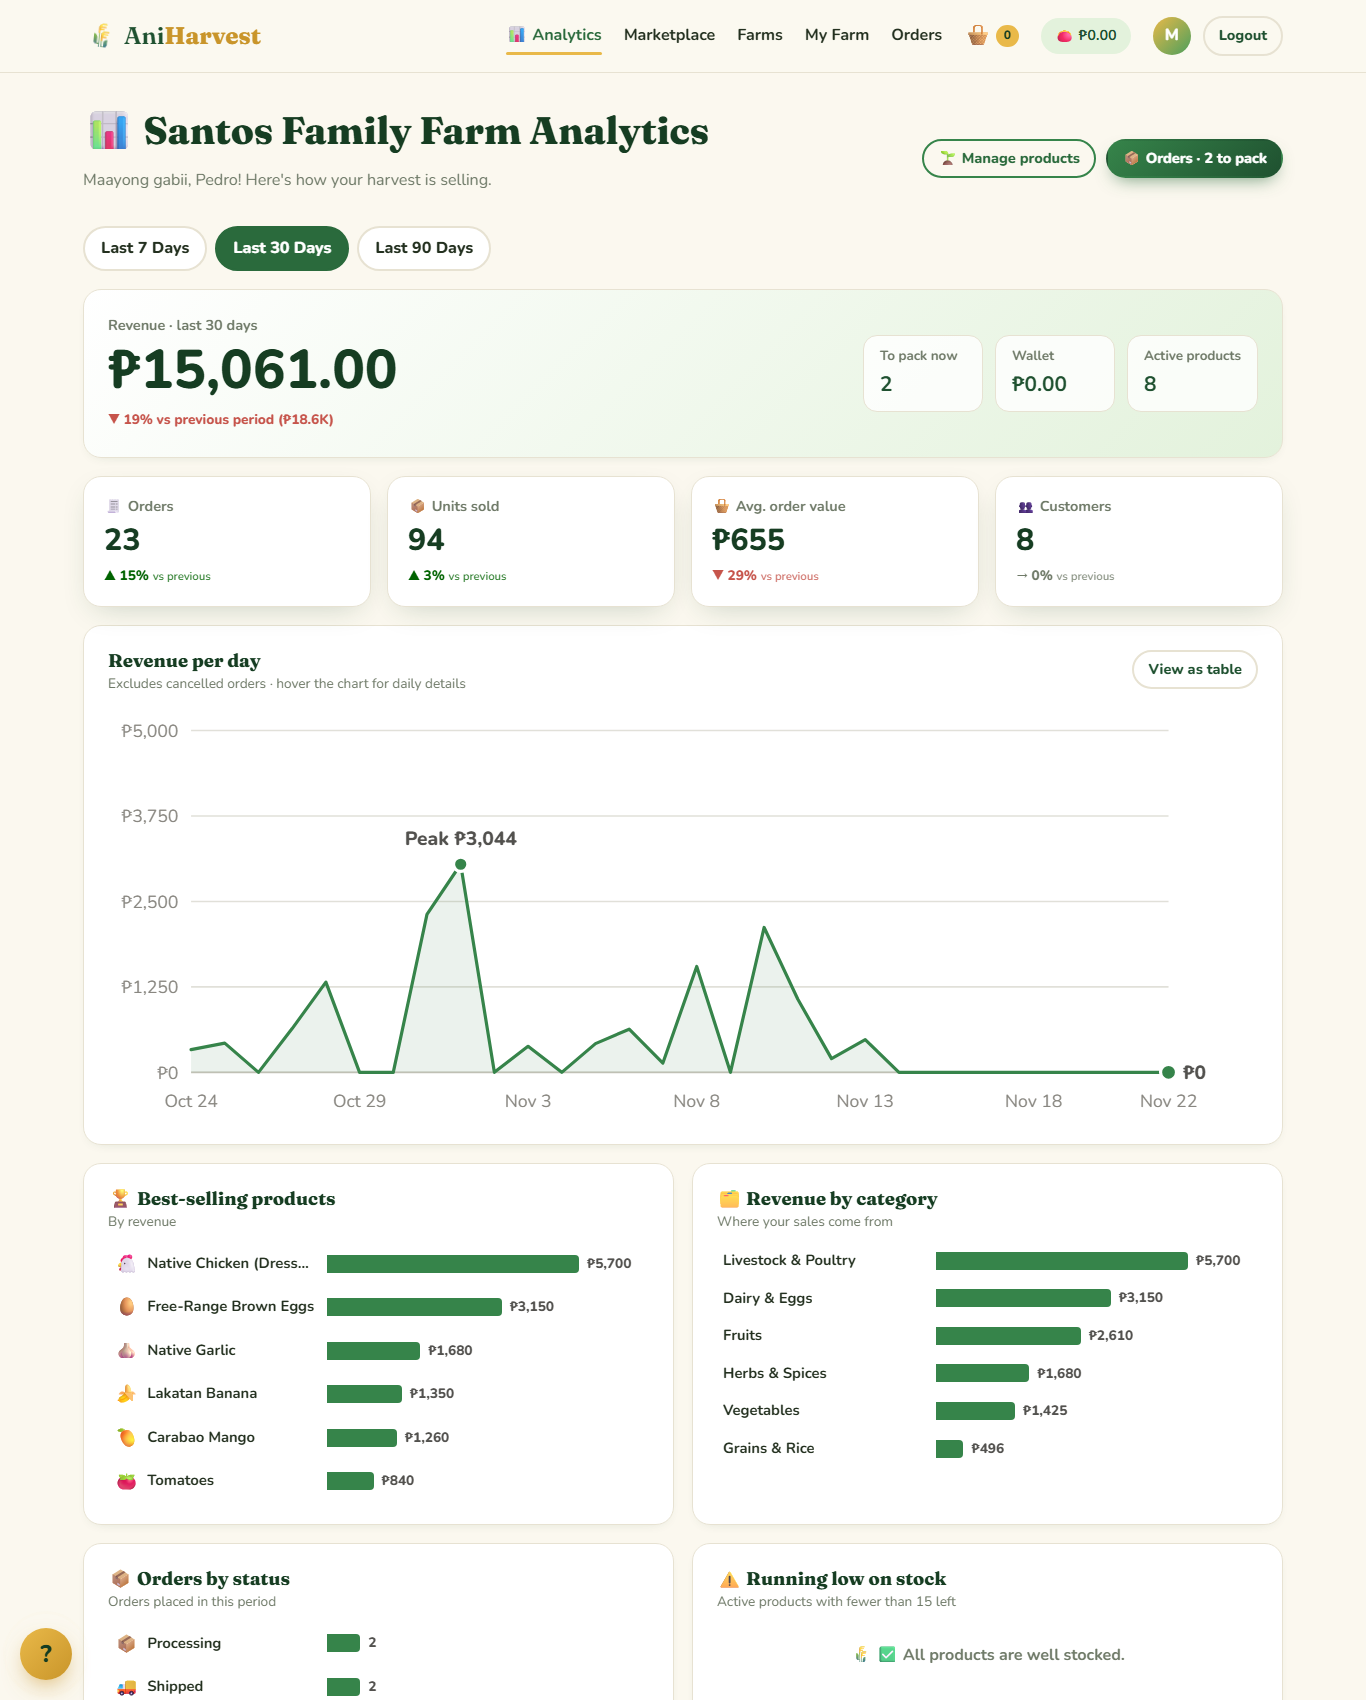 AniHarvest
Analytics
Marketplace
Farms
My Farm
Orders
0
₱0.00
M
Logout
Santos Family Farm Analytics
Maayong gabii, Pedro! Here's how your harvest is selling.
Manage products
Orders · 2 to pack
Last 7 Days
Last 30 Days
Last 90 Days
Revenue · last 30 days
₱15,061.00
▼ 19% vs previous period (₱18.6K)
To pack now
2
Wallet
₱0.00
Active products
8
Orders
23
▲ 15% vs previous
Units sold
94
▲ 3% vs previous
Avg. order value
₱655
▼ 29% vs previous
Customers
8
→ 0% vs previous
Revenue per day
Excludes cancelled orders · hover the chart for daily details
View as table
₱5,000
₱3,750
Peak ₱3,044
₱2,500
₱1,250
₱0
₱0
Oct 24
Oct 29
Nov 3
Nov 8
Nov 13
Nov 18
Nov 22
Best-selling products
By revenue
Native Chicken (Dress... ₱5,700
Free-Range Brown Eggs ₱3,150
Native Garlic ₱1,680
Lakatan Banana ₱1,350
Carabao Mango ₱1,260
Tomatoes ₱840
Revenue by category
Where your sales come from
Livestock & Poultry ₱5,700
Dairy & Eggs ₱3,150
Fruits ₱2,610
Herbs & Spices ₱1,680
Vegetables ₱1,425
Grains & Rice ₱496
Orders by status
Orders placed in this period
Processing 2
Shipped 2
Running low on stock
Active products with fewer than 15 left
All products are well stocked.
?